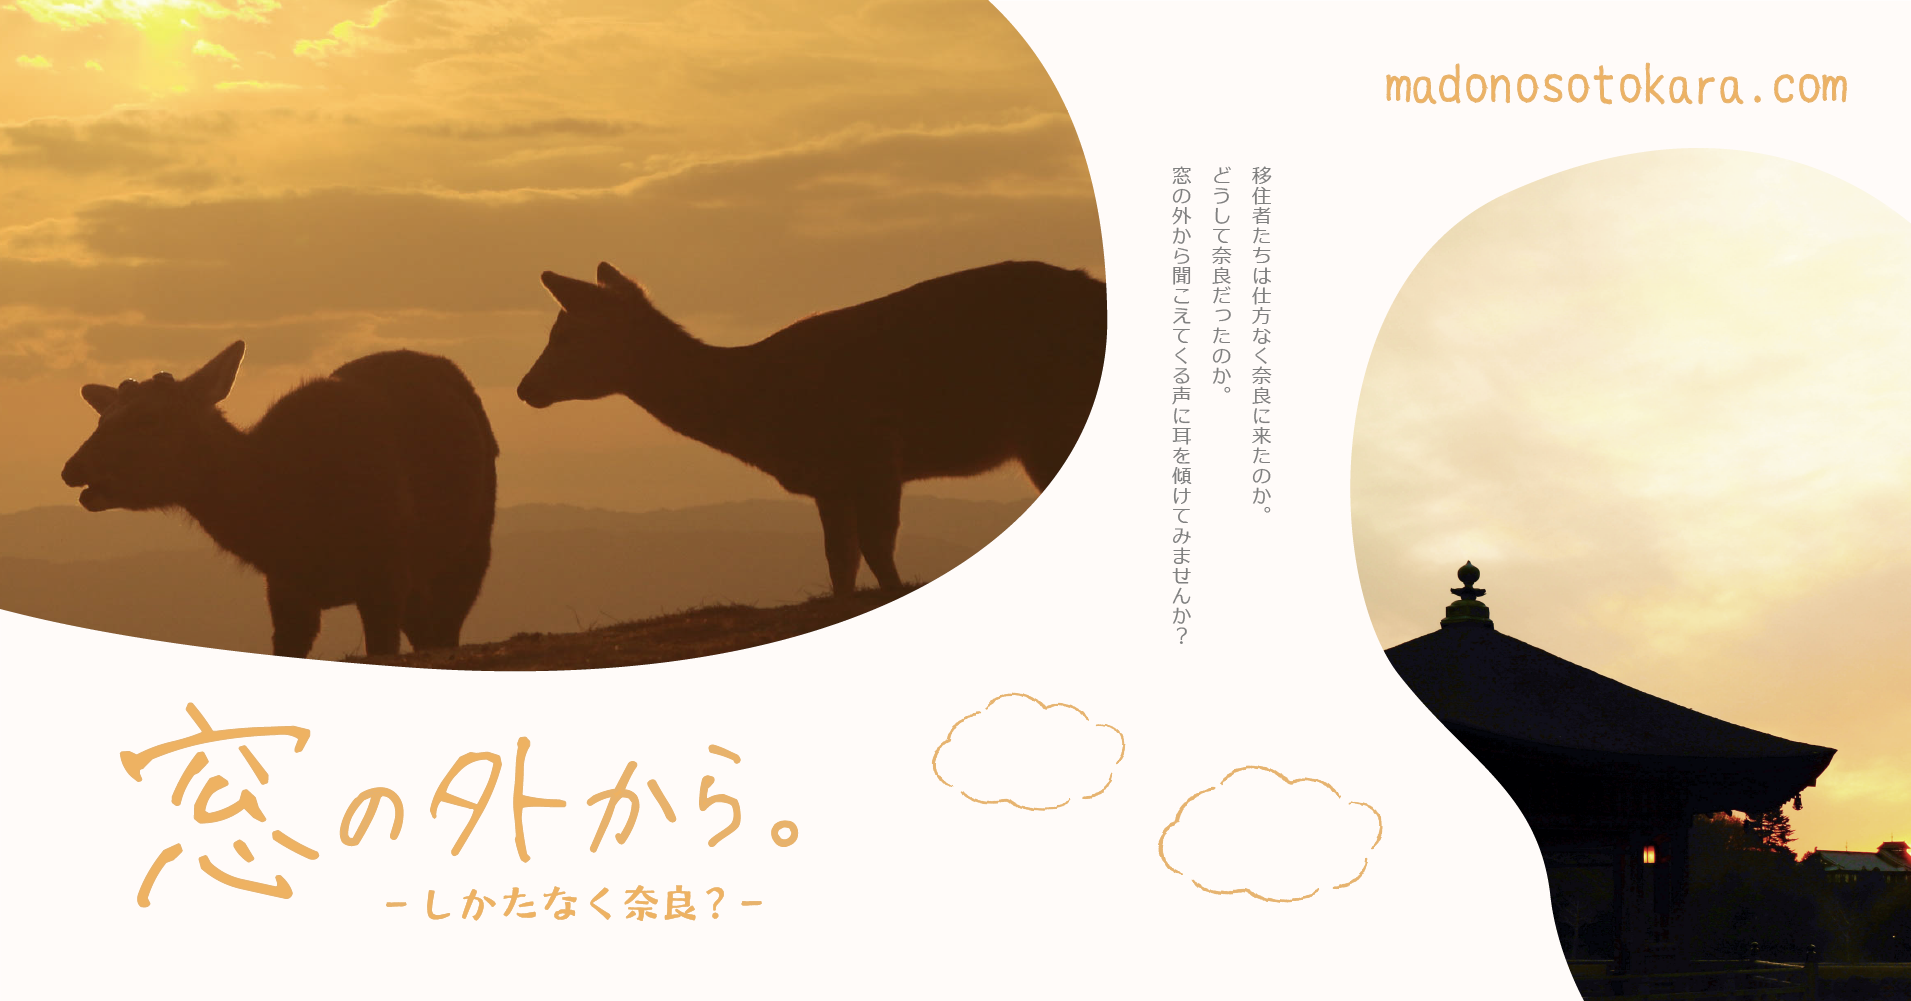 madonosotokara.com
移住者たちは仕方なく奈良に来たのか。
どうして奈良だったのか。
窓の外から聞こえてくる声に耳を傾けてみませんか？
窓の外から。
－しかたなく奈良？－